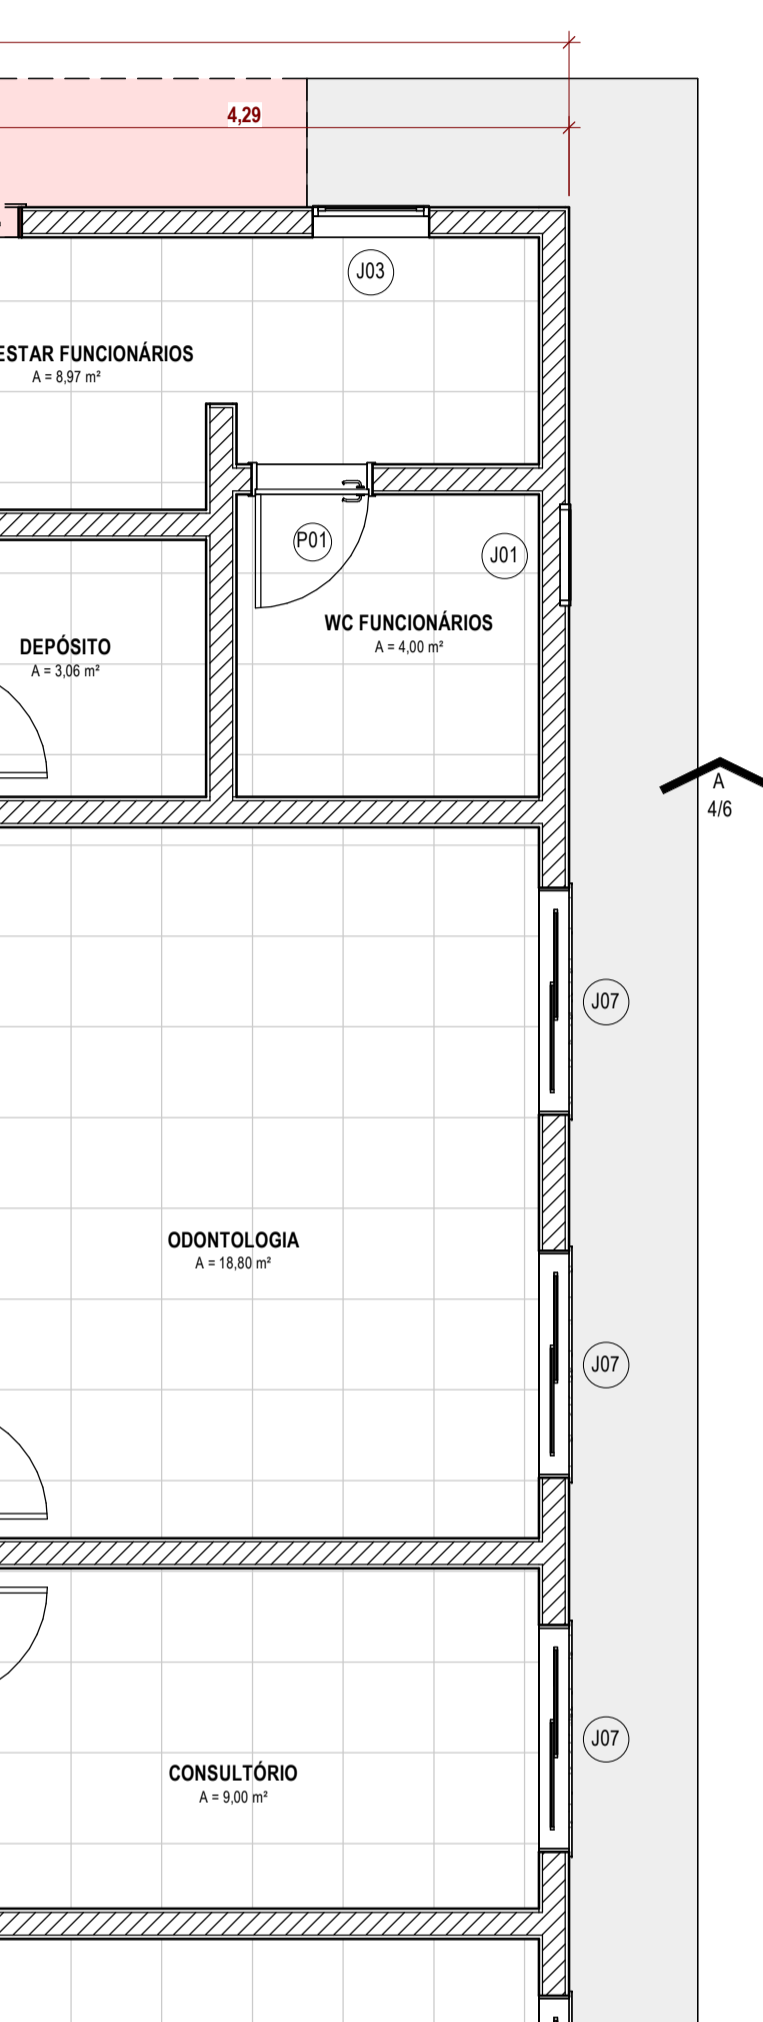 4,29
J03
ESTAR FUNCIONÁRIOS
A = 8,97 m²
P01
J01
WC FUNCIONÁRIOS
A = 4,00 m²
DEPÓSITO
A = 3,06 m²
A
4/6
J07
ODONTOLOGIA
A = 18,80 m²
J07
J07
CONSULTÓRIO
A = 9,00 m²